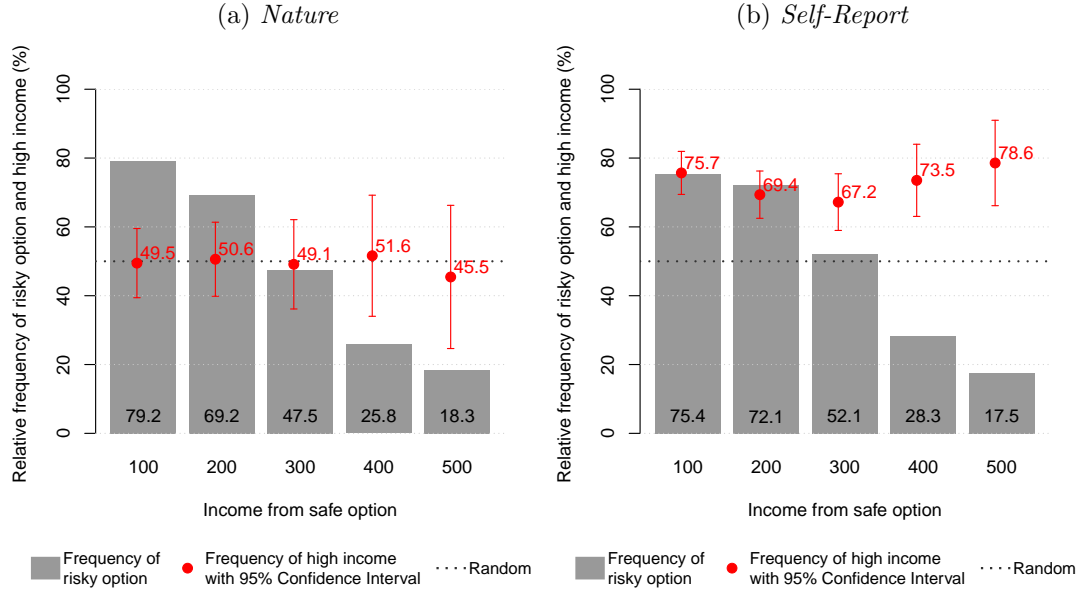 (a) Nature
Relative frequency of risky option and high income (%)
100
80
60
40
20
0
49.5
50.6
49.1
51.6
45.5
79.2
69.2
47.5
25.8
18.3
100
200
300
400
500
Income from safe option
Frequency of
risky option
Frequency of high income
with 95% Confidence Interval
Random
(b) Self-Report
Relative frequency of risky option and high income (%)
100
80
60
40
20
0
75.7
69.4
67.2
73.5
78.6
75.4
72.1
52.1
28.3
17.5
100
200
300
400
500
Income from safe option
Frequency of
risky option
Frequency of high income
with 95% Confidence Interval
Random